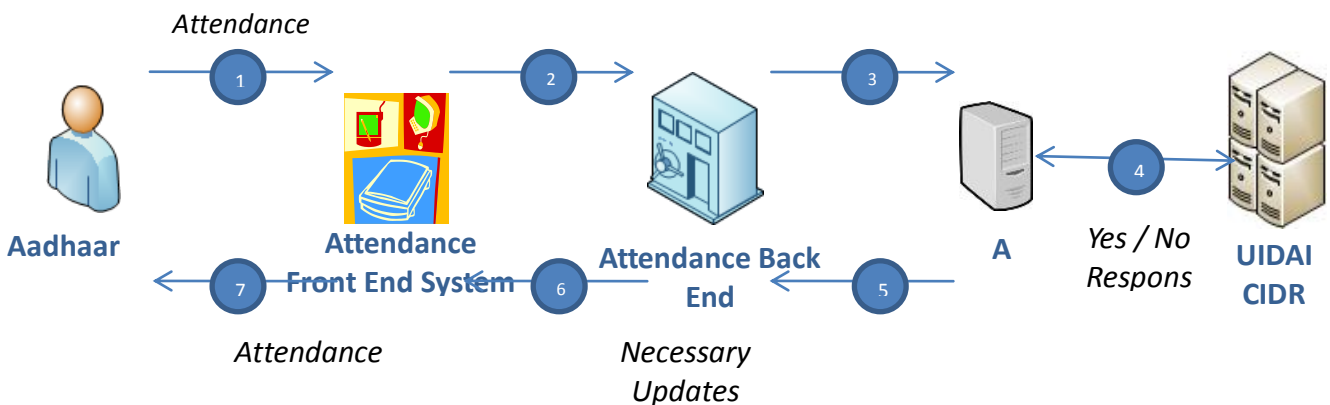 Attendance
1
2
3
4
Aadhaar
Attendance
Front End System
Attendance Back
End
A
Yes / No
Respons
UIDAI
CIDR
7
6
5
Attendance
Necessary
Updates